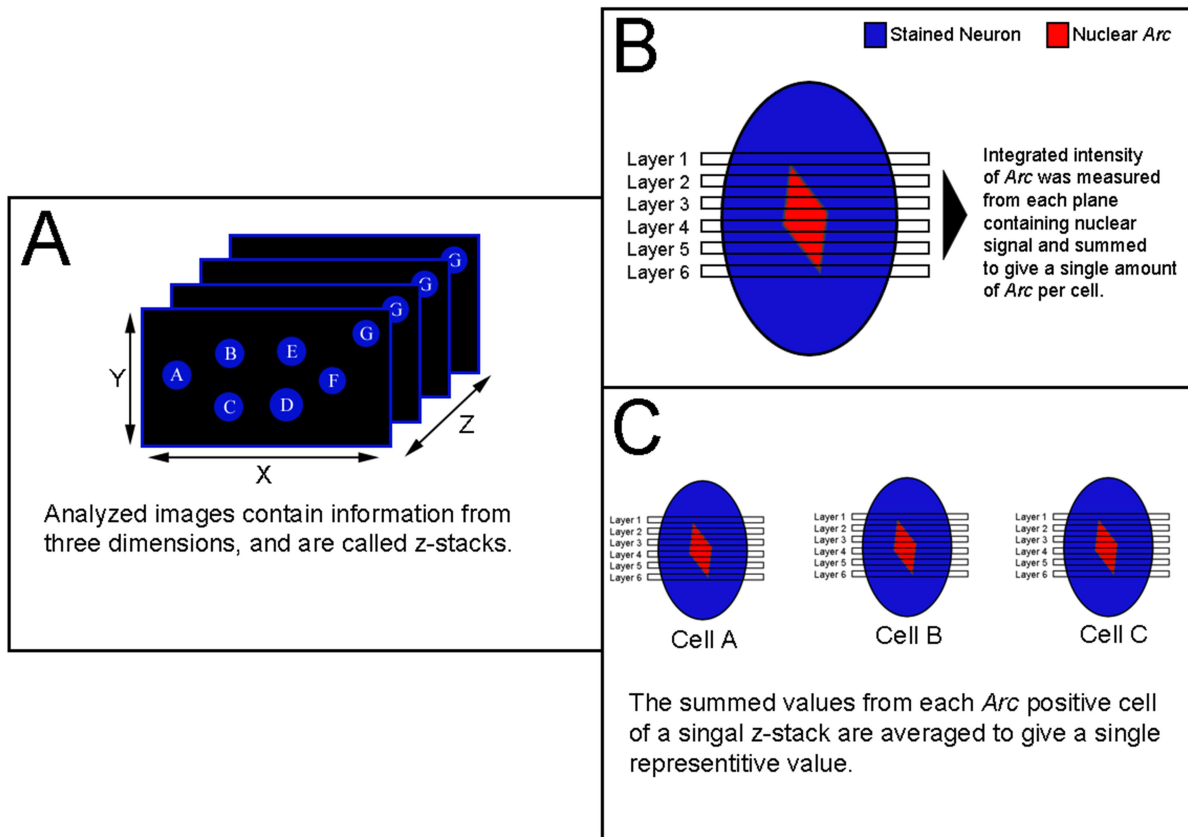 A
G
G
G
G
B
E
A
F
C
D
Y
Z
X
Analyzed images contain information from
three dimensions, and are called z-stacks.
B
Stained Neuron
Nuclear Arc
Layer 1
Layer 2
Layer 3
Layer 4
Layer 5
Layer 6
Integrated intensity
of Arc was measured
from each plane
containing nuclear
signal and summed
to give a single amount
of Arc per cell.
C
Layer 1
Layer 2
Layer 3
Layer 4
Layer 5
Layer 6
Cell A
Layer 1
Layer 2
Layer 3
Layer 4
Layer 5
Layer 6
Cell B
Layer 1
Layer 2
Layer 3
Layer 4
Layer 5
Layer 6
Cell C
The summed values from each Arc positive cell
of a singal z-stack are averaged to give a single
representitive value.